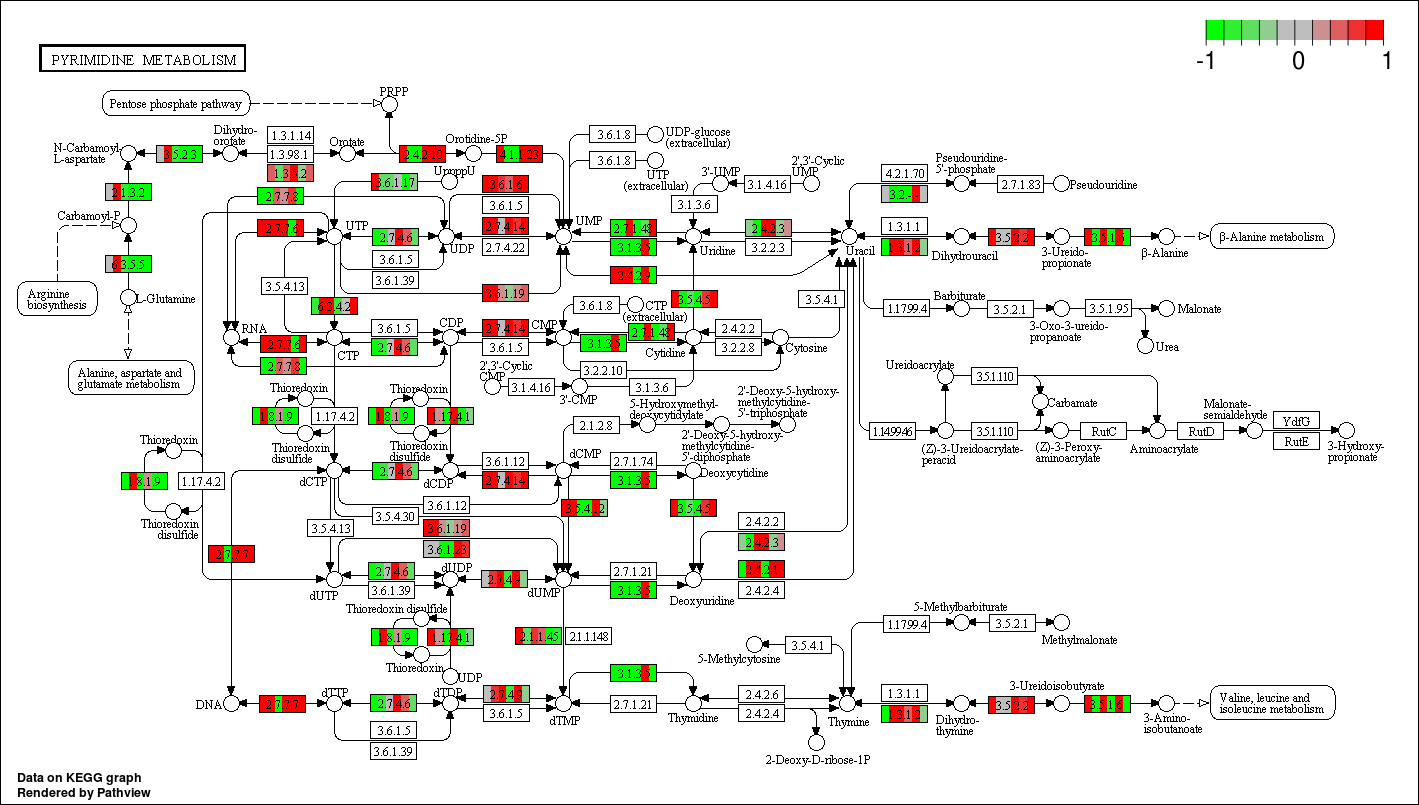 PYRIMIDINE METABOLISM
-1
0
1
Pentose phosphate pathway
PRPP
N-Carbamoyl-
L-aspartate
3.5.2.3
Dihydro-
orotate
1.3.1.14
1.3.98.1
1.3.5.2
Orotate
2.4.2.10
Orotidine-5P
4.1.1.23
3.6.1.8
UDP-glucose
(extracellular)
3.6.1.8
UTP
(extracellular)
2.1.3.2
Carbamoyl-P
6.3.5.5
L-Glutamine
Arginine
biosynthesis
Alanine, aspartate and
glutamate metabolism
2.7.7.8
3.6.1.17
UppppU
3.6.1.6
3.6.1.5
2.7.7.6
UTP
2.7.4.6
3.6.1.5
3.6.1.39
UDP
2.7.4.14
2.7.4.22
UMP
3'-UMP
3.1.4.16
2',3'-Cyclic
UMP
3.1.3.6
2.7.1.48
3.1.3.5
Uridine
2.4.2.3
3.2.2.3
2.4.2.9
Uracil
4.2.1.70
Pseudouridine-
5'-phosphate
2.7.1.83
Pseudouridine
3.2.-.-
1.3.1.1
1.3.1.2
Dihydrouracil
3.5.2.2
3-Ureido-
propionate
3.5.1.6
β-Alanine
β-Alanine metabolism
3.5.4.13
3.6.1.19
6.3.4.2
3.6.1.8
CTP
(extracellular)
3.5.4.5
3.5.4.1
1.1.99.4
Barbiturate
3.5.2.1
3-Oxo-3-ureido-
propanoate
3.5.1.95
Malonate
Urea
RNA
2.7.7.6
2.7.7.8
CTP
3.6.1.5
2.7.4.6
CDP
2.7.4.14
3.6.1.5
CMP
2.7.1.48
3.1.3.5
Cytidine
2.4.2.2
3.2.2.8
Cytosine
3.2.2.10
2',3'-Cyclic
CMP
3.1.4.16
3'-CMP
3.1.3.6
Thioredoxin
1.8.1.9
1.17.4.2
Thioredoxin
disulfide
Thioredoxin
1.8.1.9
1.17.4.1
Thioredoxin
disulfide
5-Hydroxymethyl-
deoxycytidylate
2.1.2.8
2'-Deoxy-5-hydroxy-
methylcytidine-
5'-triphosphate
2'-Deoxy-5-hydroxy-
methylcytidine-
5'-diphosphate
Ureidoacrylate
3.5.1.110
Carbamate
1.14.99.46
(Z)-3-Ureidoacrylate-
peracid
3.5.1.110
(Z)-3-Peroxy-
aminoacrylate
RutC
Aminoacrylate
RutD
Malonate-
semialdehyde
YdfG
RutE
3-Hydroxy-
propionate
Thioredoxin
1.8.1.9
1.17.4.2
Thioredoxin
disulfide
dCTP
2.7.4.6
dCDP
3.6.1.12
2.7.4.14
dCMP
2.7.1.74
3.1.3.5
Deoxycytidine
3.6.1.12
3.5.4.30
3.5.4.12
3.5.4.5
3.5.4.13
3.6.1.19
3.6.1.23
2.4.2.2
2.4.2.3
2.7.7.7
dUTP
2.7.4.6
3.6.1.39
dUDP
2.7.4.9
dUMP
2.7.1.21
3.1.3.5
Deoxyuridine
2.4.2.1
2.4.2.4
Thioredoxin disulfide
1.8.1.9
1.17.4.1
Thioredoxin
UDP
2.1.1.45
2.1.1.148
5-Methylcytosine
3.5.4.1
5-Methylbarbiturate
1.1.99.4
3.5.2.1
Methylmalonate
DNA
2.7.7.7
dTTP
2.7.4.6
3.6.1.5
3.6.1.39
dTDP
2.7.4.9
3.6.1.5
dTMP
3.1.3.5
2.7.1.21
Thymidine
2.4.2.6
2.4.2.4
2-Deoxy-D-ribose-1P
Thymine
1.3.1.1
1.3.1.2
Dihydro-
thymine
3.5.2.2
3-Ureidoisobutyrate
3.5.1.6
3-Amino-
isobutanoate
Valine, leucine and
isoleucine metabolism
Data on KEGG graph
Rendered by Pathview